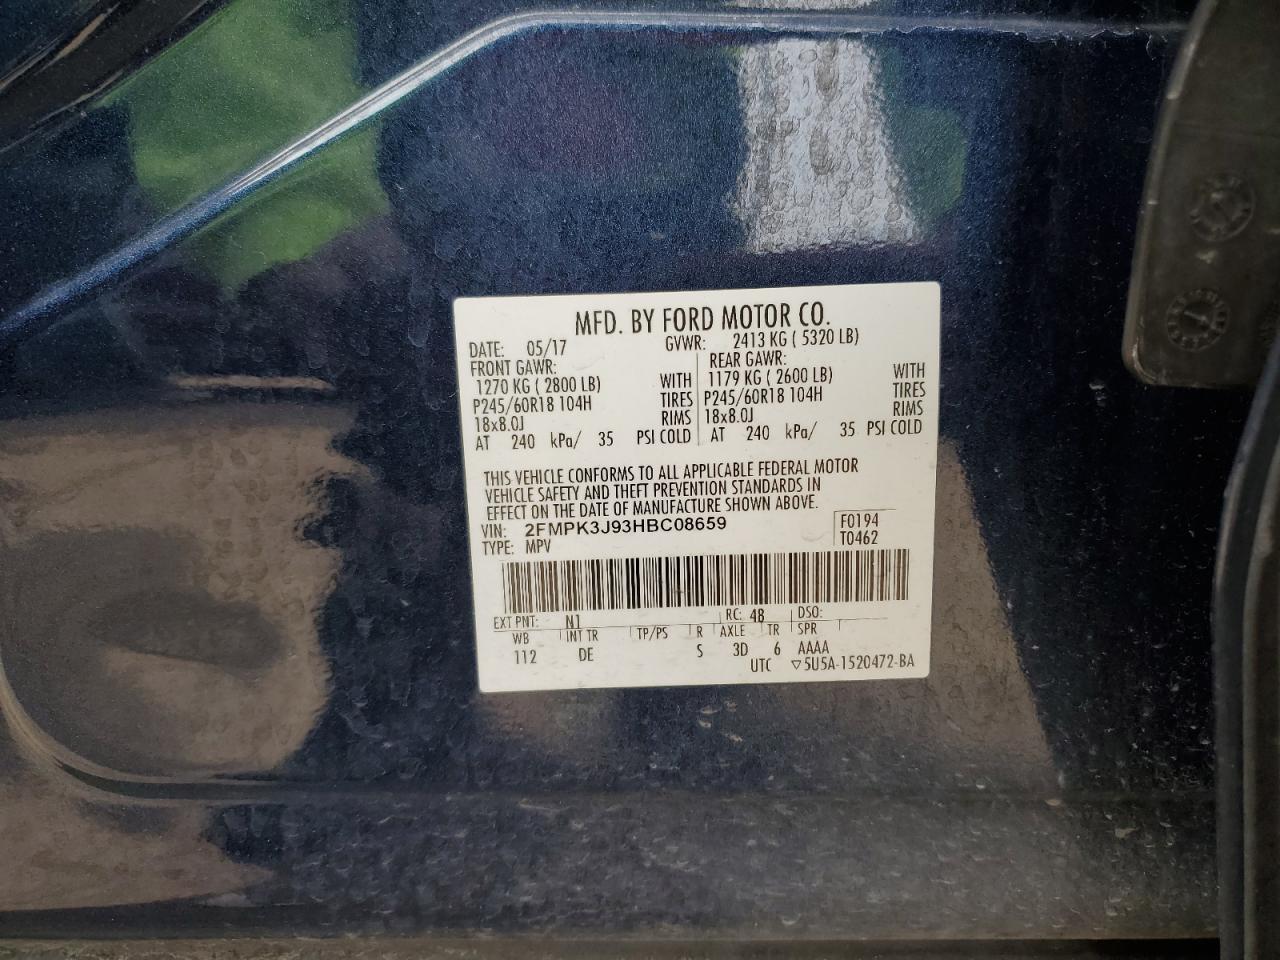 MFD. BY FORD MOTOR CO.
DATE: 05/17 GVWR: 2413 KG ( 5320 LB)
FRONT GAWR: REAR GAWR:
1270 KG ( 2800 LB) WITH 1179 KG ( 2600 LB) WITH
P245/60R18 104H TIRES P245/60R18 104H TIRES
18x8.0J RIMS 18x8.0J RIMS
AT 240 kPa/ 35 PSI COLD AT 240 kPa/ 35 PSI COLD
THIS VEHICLE CONFORMS TO ALL APPLICABLE FEDERAL MOTOR
VEHICLE SAFETY AND THEFT PREVENTION STANDARDS IN
EFFECT ON THE DATE OF MANUFACTURE SHOWN ABOVE.
VIN: 2FMPK3J93HBC08659 F0194
TYPE: MPV T0462
EXT PNT: N1 RC: 48 DSO:
WB INT TR TP/PS R AXLE TR SPR
112 DE S 3D 6 AAAA
UTC ▽5U5A-1520472-BA